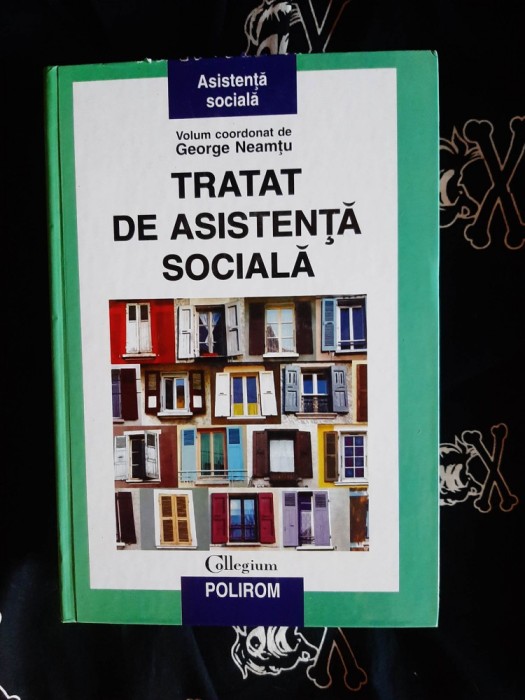 Asistență
socială
Volum coordonat de
George Neamțu
TRATAT
DE ASISTENȚĂ
SOCIALĂ
Collegium
POLIROM